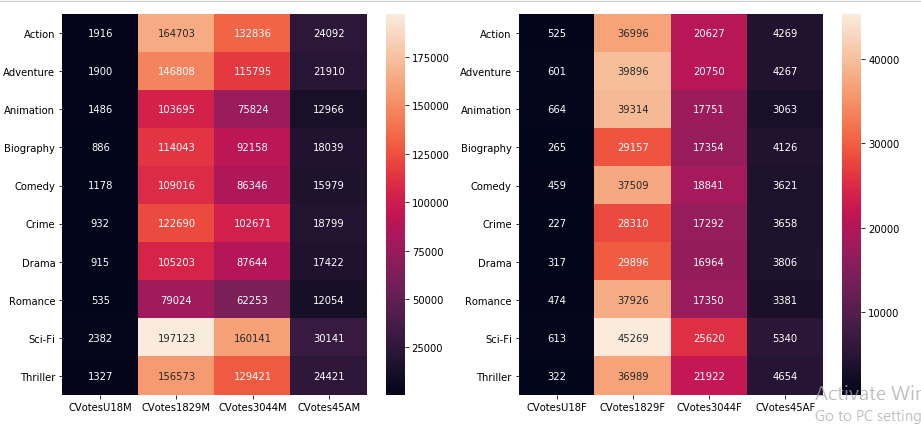 Action 1916 164703 132836 24092
Adventure 1900 146808 115795 21910
Animation 1486 103695 75824 12966
Biography 886 114043 92158 18039
Comedy 1178 109016 86346 15979
Crime 932 122690 102671 18799
Drama 915 105203 87644 17422
Romance 535 79024 62253 12054
Sci-Fi 2382 197123 160141 30141
Thriller 1327 156573 129421 24421
CVotesU18M CVotes1829M CVotes3044M CVotes45AM
175000
150000
125000
100000
75000
50000
25000
Action 525 36996 20627 4269
Adventure 601 39896 20750 4267
Animation 664 39314 17751 3063
Biography 265 29157 17354 4126
Comedy 459 37509 18841 3621
Crime 227 28310 17292 3658
Drama 317 29896 16964 3806
Romance 474 37926 17350 3381
Sci-Fi 613 45269 25620 5340
Thriller 322 36989 21922 4654
CVotesU18F CVotes1829F CVotes3044F CVotes45AF
40000
30000
20000
10000
Activate Win
Go to PC setting